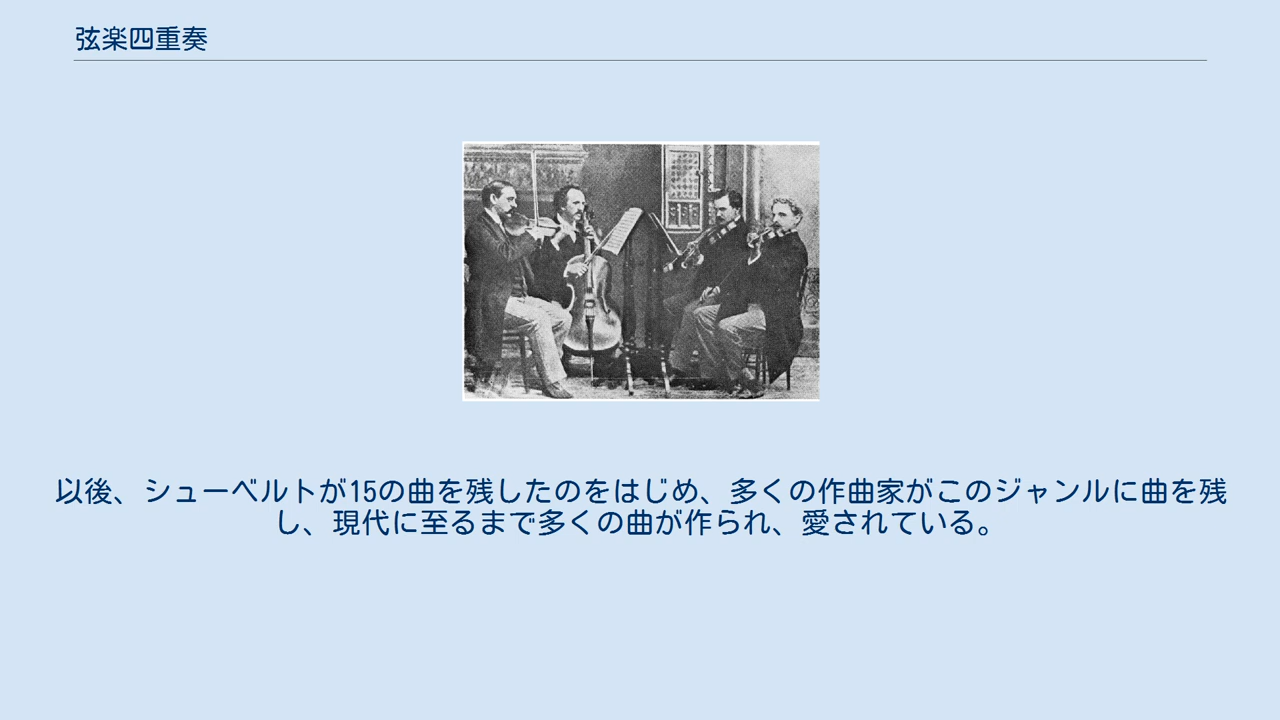 弦楽四重奏
以後、シューベルトが15の曲を残したのをはじめ、多くの作曲家がこのジャンルに曲を残
し、現代に至るまで多くの曲が作られ、愛されている。